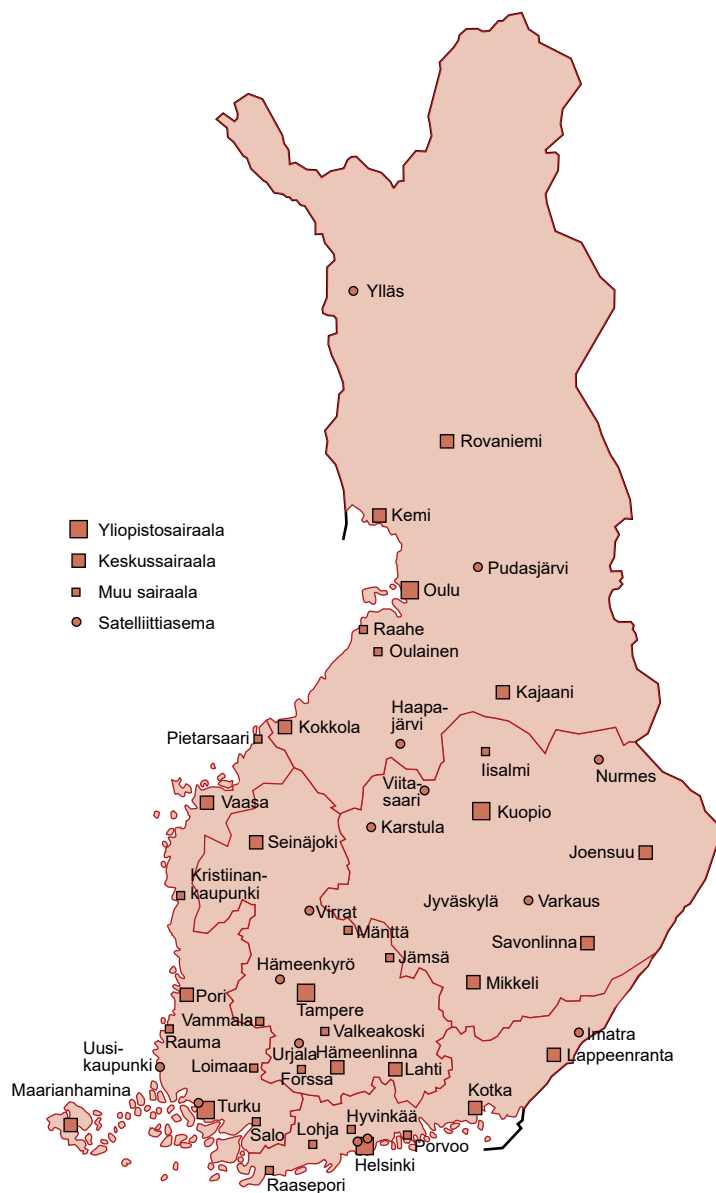 Ylläs
Rovaniemi
Kemi
Yliopistosairaala
Keskussairaala
Muu sairaala
Satelliittiasema
Pudasjärvi
Oulu
Raahe
Oulainen
Kajaani
Haapa-
järvi
Kokkola
Pietarsaari
Iisalmi
Nurmes
Viita-
saari
Vaasa
Kuopio
Karstula
Seinäjoki
Joensuu
Kristiinan-
kaupunki
Jyväskylä
Varkaus
Virrat
Mänttä
Savonlinna
Jämsä
Hämeenkyrö
Mikkeli
Pori
Tampere
Vammala
Valkeakoski
Rauma
Imatra
Uusi-
kaupunki
Urjala
Hämeenlinna
Lappeenranta
Loimaa
Forssa
Lahti
Maarianhamina
Kotka
Turku
Salo
Lohja
Hyvinkää
Porvoo
Helsinki
Raasepori